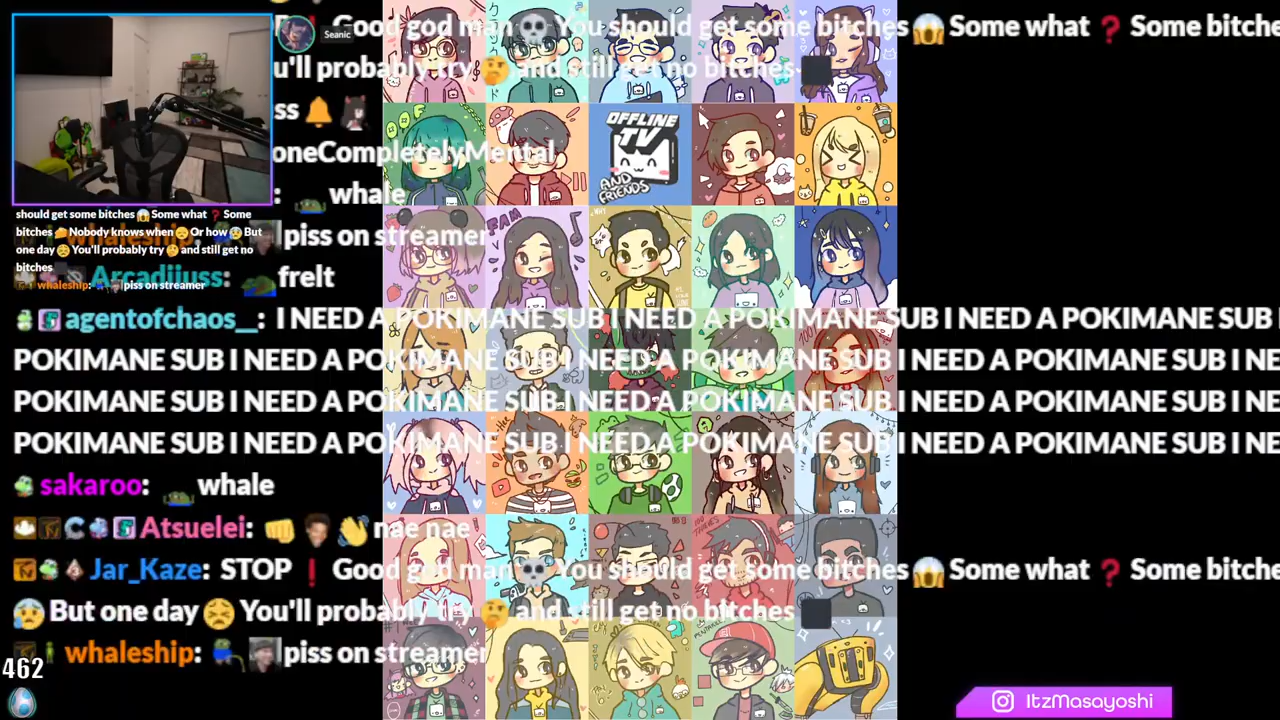 Seanic
Good god man 💀 You should get some bitches 😱 Some what ❓ Some bitche
u'll probably try 🤔 and still get no bitches
ss 🔔
oneCompletelyMental
: whale
should get some bitches 😱 Some what ❓ Some
bitches Nobody knows when Or how But
one day 😣 You'll probably try 🤔 and still get no
bitches
whaleship: piss on streamer
whaleship: piss on streamer
Arcadiiuss: frelt
agentofchaos__: I NEED A POKIMANE SUB I NEED A POKIMANE SUB I NEED A POKIMANE SUB I NEED A POKIMANE SUB
POKIMANE SUB I NEED A POKIMANE SUB I NEED A POKIMANE SUB I NEED A POKIMANE SUB I NE
POKIMANE SUB I NEED A POKIMANE SUB I NEED A POKIMANE SUB I NEED A POKIMANE SUB I NE
POKIMANE SUB I NEED A POKIMANE SUB I NEED A POKIMANE SUB I NEED A POKIMANE SUB I NE
sakaroo: whale
Atsuelei: 👊 👋 nae nae
Jar_Kaze: STOP ❗ Good god man 💀 You should get some bitches 😱 Some what ❓ Some bitche
😰 But one day 😣 You'll probably try 🤔 and still get no bitches
whaleship: piss on streamer
462
OFFLINE
TV
AND
FRIENDS
FAM
ItzMasayoshi